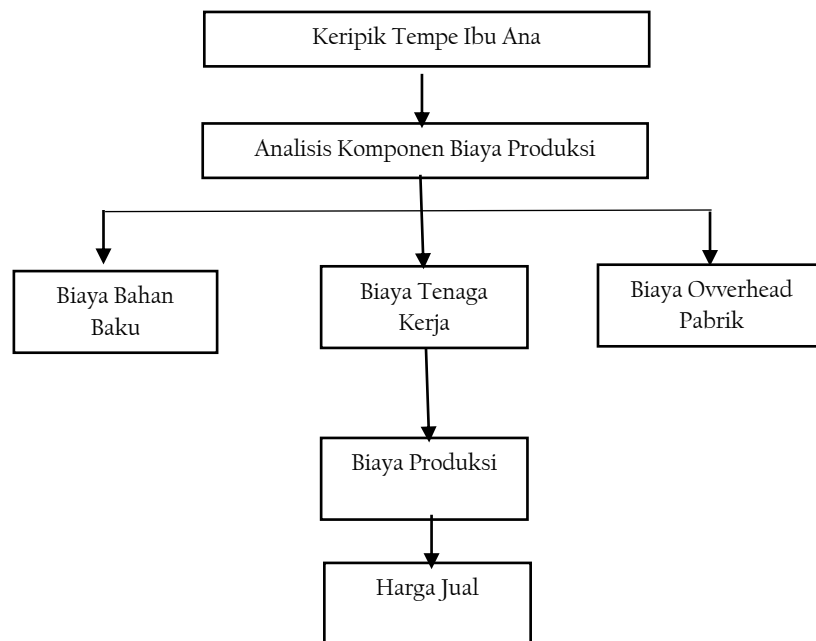 Keripik Tempe Ibu Ana
Analisis Komponen Biaya Produksi
Biaya Bahan
Baku
Biaya Tenaga
Kerja
Biaya Ovverhead
Pabrik
Biaya Produksi
Harga Jual